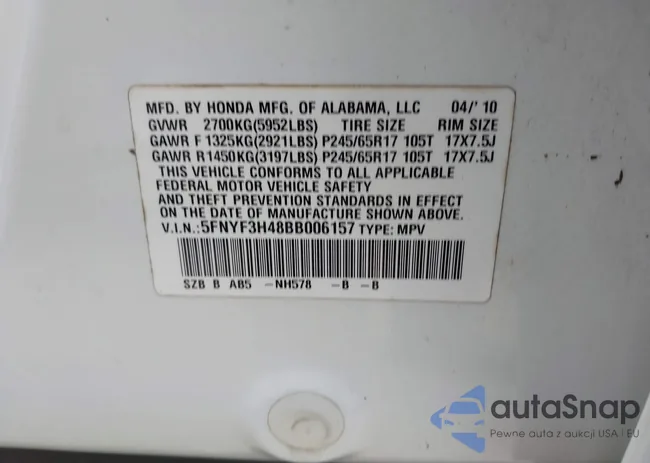 MFD. BY HONDA MFG. OF ALABAMA, LLC 04/' 10
GVWR 2700KG(5952LBS) TIRE SIZE RIM SIZE
GAWR F 1325KG(2921LBS) P245/65R17 105T 17X7.5J
GAWR R 1450KG(3197LBS) P245/65R17 105T 17X7.5J
THIS VEHICLE CONFORMS TO ALL APPLICABLE
FEDERAL MOTOR VEHICLE SAFETY
AND THEFT PREVENTION STANDARDS IN EFFECT
ON THE DATE OF MANUFACTURE SHOWN ABOVE.
V.I.N.: 5FNYF3H48BB006157 TYPE: MPV
SZB B AB5 -NH578 -B -B
autaSnap
Pewne auta z aukcji USA i EU